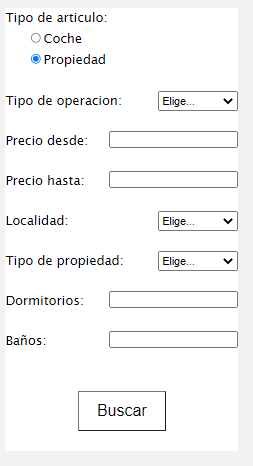 Tipo de articulo:
Coche
Propiedad
Tipo de operacion: Elige...
Precio desde:
Precio hasta:
Localidad: Elige...
Tipo de propiedad: Elige...
Dormitorios:
Baños:
Buscar